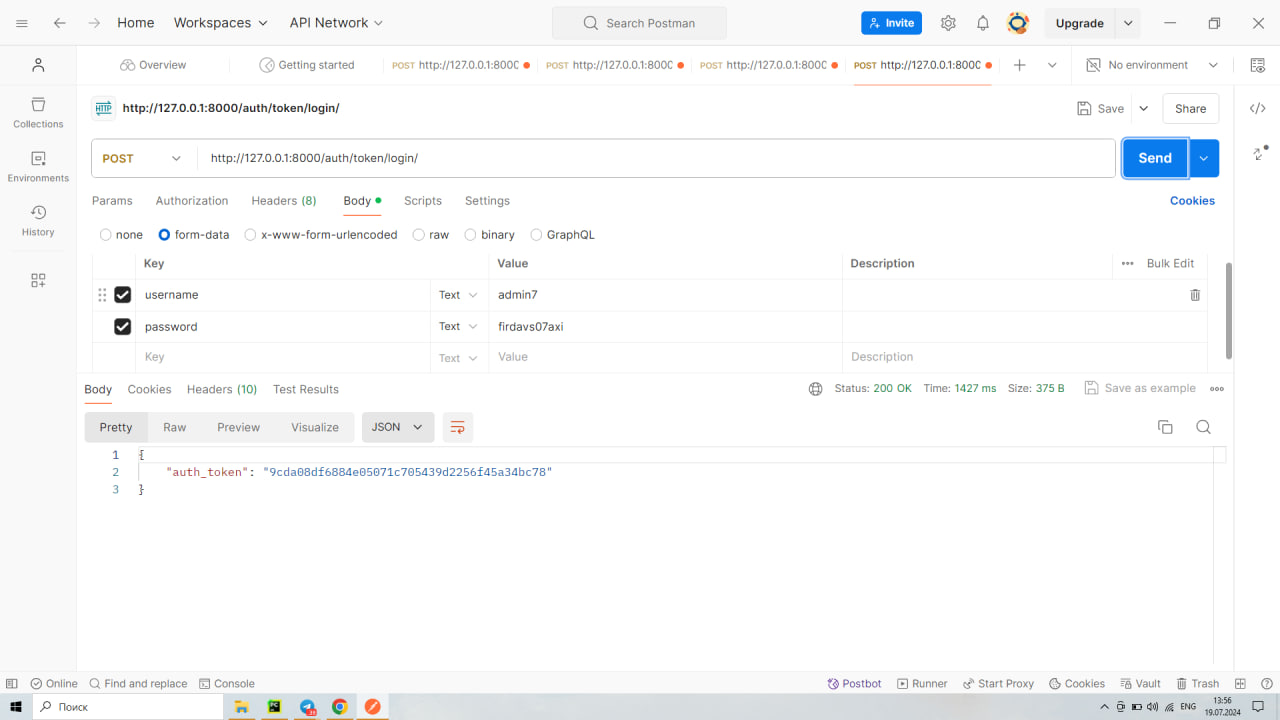 Home Workspaces API Network Search Postman Invite Upgrade
Overview Getting started POST http://127.0.0.1:8000 POST http://127.0.0.1:8000 POST http://127.0.0.1:8000 POST http://127.0.0.1:8000 No environment
HTTP http://127.0.0.1:8000/auth/token/login/ Save Share
Collections
POST http://127.0.0.1:8000/auth/token/login/ Send
Environments
Params Authorization Headers (8) Body Scripts Settings Cookies
History
none form-data x-www-form-urlencoded raw binary GraphQL
Key Value Description Bulk Edit
username Text admin7
password Text firdavs07axi
Key Text Value Description
Body Cookies Headers (10) Test Results Status: 200 OK Time: 1427 ms Size: 375 B Save as example
Pretty Raw Preview Visualize JSON
1 {
2 "auth_token": "9cda08df6884e05071c705439d2256f45a34bc78"
3 }
Online Find and replace Console Postbot Runner Start Proxy Cookies Vault Trash
Поиск PC 38 ENG 13:56
19.07.2024